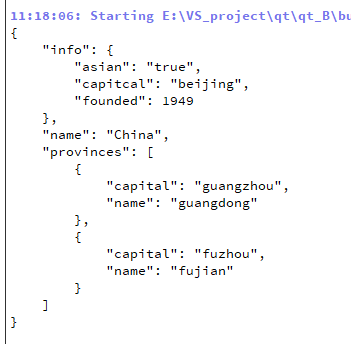 11:18:06: Starting E:\VS_project\qt\qt_B\bu
{
    "info": {
        "asian": "true",
        "capitcal": "beijing",
        "founded": 1949
    },
    "name": "China",
    "provinces": [
        {
            "capital": "guangzhou",
            "name": "guangdong"
        },
        {
            "capital": "fuzhou",
            "name": "fujian"
        }
    ]
}